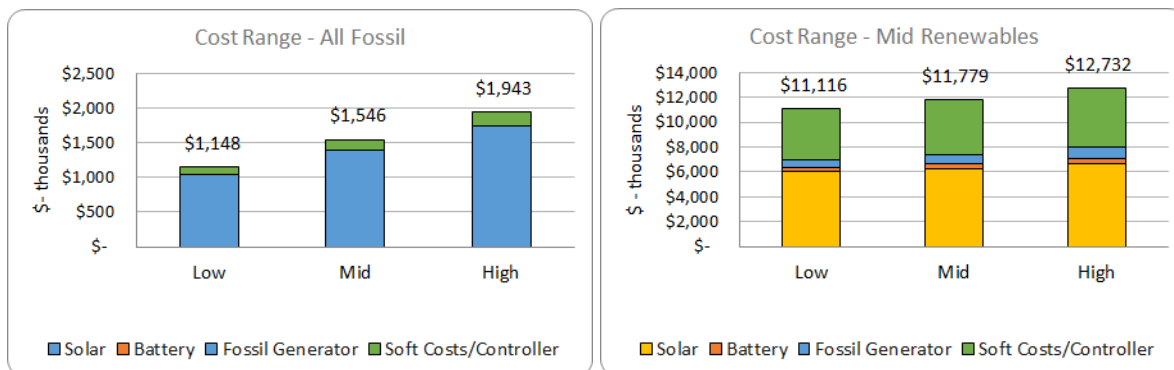 Cost Range - All Fossil
$- thousands
$2,500
$2,000
$1,500
$1,000
$500
$-
$1,148
$1,546
$1,943
Low Mid High
Solar Battery Fossil Generator Soft Costs/Controller
Cost Range - Mid Renewables
$ - thousands
$14,000
$12,000
$10,000
$8,000
$6,000
$4,000
$2,000
$-
$11,116
$11,779
$12,732
Low Mid High
Solar Battery Fossil Generator Soft Costs/Controller